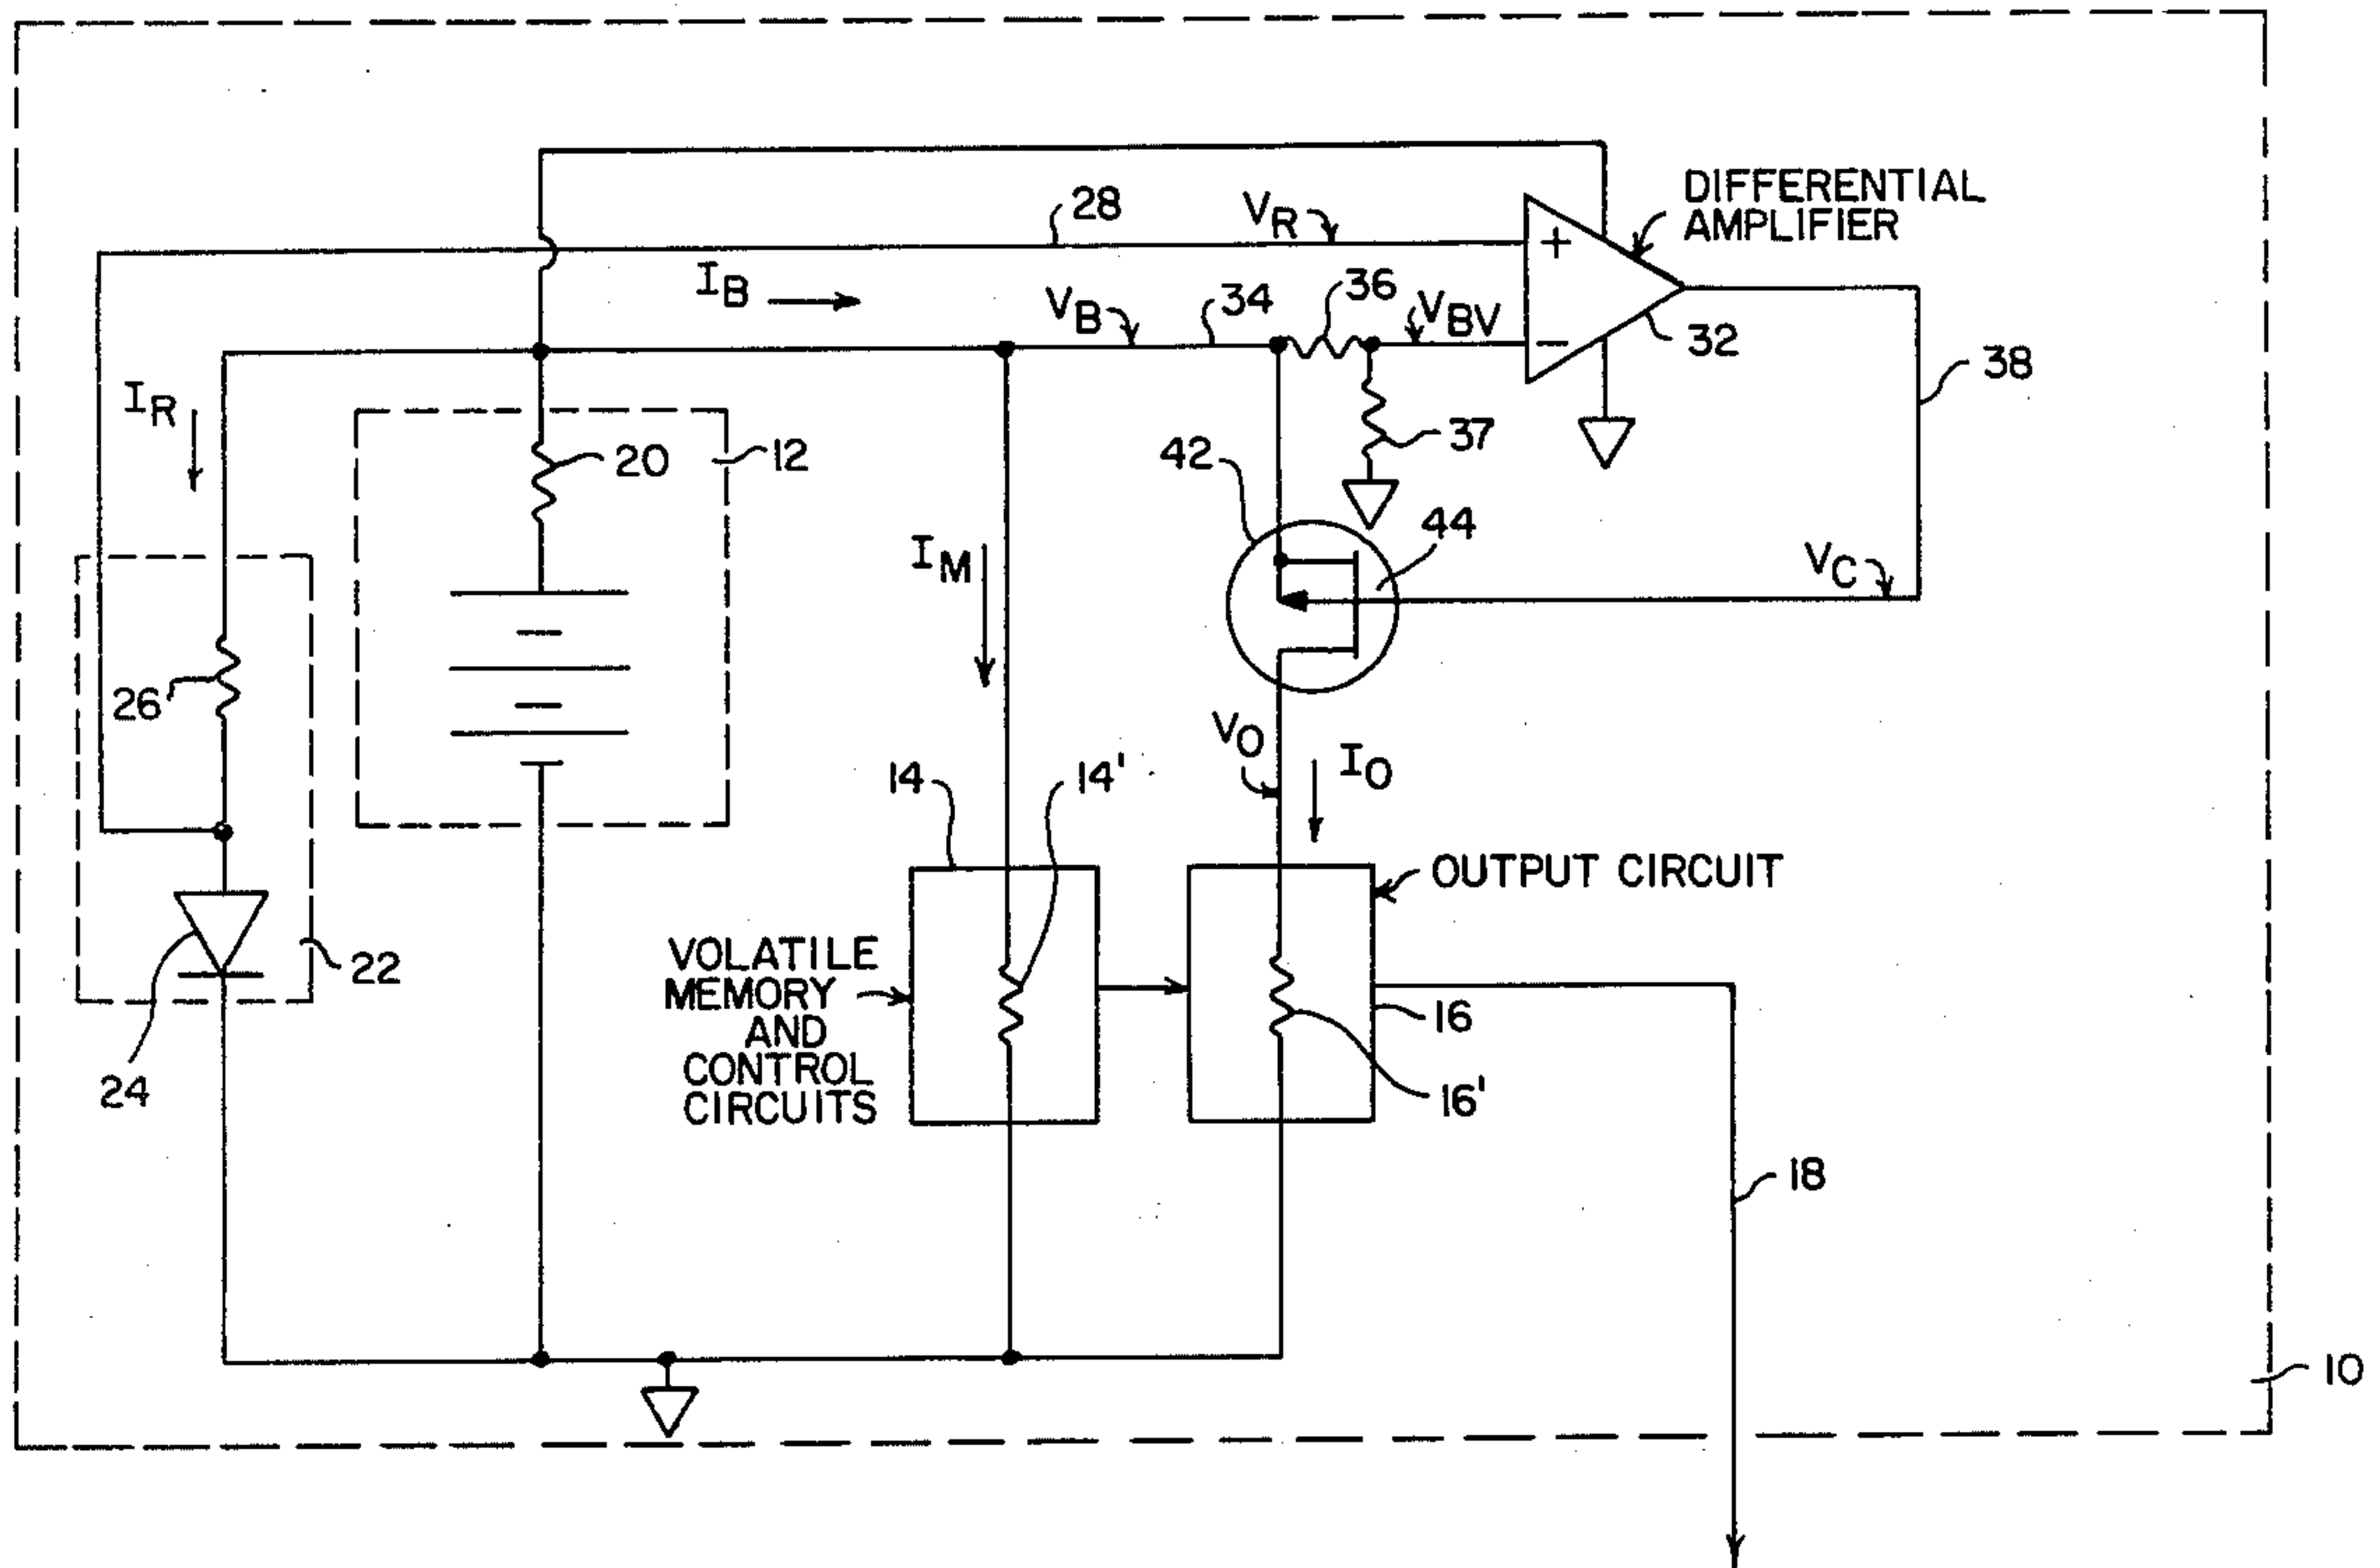 DIFFERENTIAL
AMPLIFIER
28
VR
IB
VB
34
36
VBV
32
38
IR
20
12
37
42
44
IM
VC
26
VO
IO
14
14'
OUTPUT CIRCUIT
22
VOLATILE
MEMORY
AND
CONTROL
CIRCUITS
16
24
16'
18
10
+
−